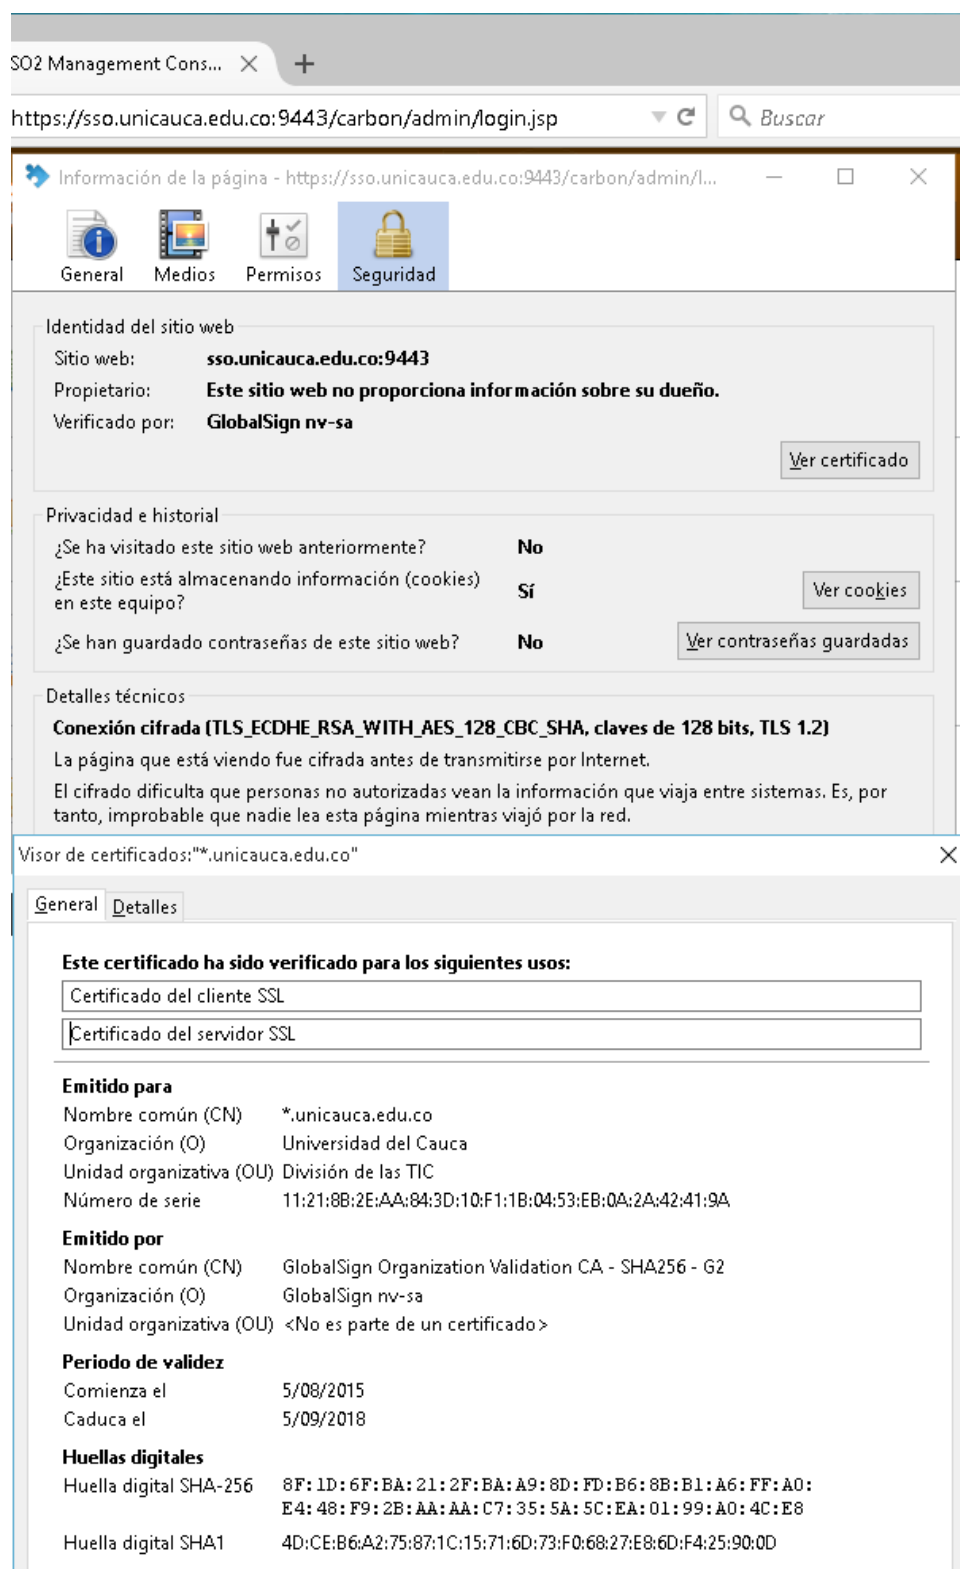 SO2 Management Cons...
https://sso.unicauca.edu.co:9443/carbon/admin/login.jsp
Buscar
Información de la página - https://sso.unicauca.edu.co:9443/carbon/admin/l...
General Medios Permisos Seguridad
Identidad del sitio web
Sitio web: sso.unicauca.edu.co:9443
Propietario: Este sitio web no proporciona información sobre su dueño.
Verificado por: GlobalSign nv-sa
Ver certificado
Privacidad e historial
¿Se ha visitado este sitio web anteriormente? No
¿Este sitio está almacenando información (cookies)
en este equipo? Sí Ver cookies
¿Se han guardado contraseñas de este sitio web? No Ver contraseñas guardadas
Detalles técnicos
Conexión cifrada (TLS_ECDHE_RSA_WITH_AES_128_CBC_SHA, claves de 128 bits, TLS 1.2)
La página que está viendo fue cifrada antes de transmitirse por Internet.
El cifrado dificulta que personas no autorizadas vean la información que viaja entre sistemas. Es, por
tanto, improbable que nadie lea esta página mientras viajó por la red.
Visor de certificados:"*.unicauca.edu.co"
General Detalles
Este certificado ha sido verificado para los siguientes usos:
Certificado del cliente SSL
Certificado del servidor SSL
Emitido para
Nombre común (CN) *.unicauca.edu.co
Organización (O) Universidad del Cauca
Unidad organizativa (OU) División de las TIC
Número de serie 11:21:8B:2E:AA:84:3D:10:F1:1B:04:53:EB:0A:2A:42:41:9A
Emitido por
Nombre común (CN) GlobalSign Organization Validation CA - SHA256 - G2
Organización (O) GlobalSign nv-sa
Unidad organizativa (OU) <No es parte de un certificado>
Periodo de validez
Comienza el 5/08/2015
Caduca el 5/09/2018
Huellas digitales
Huella digital SHA-256 8F:1D:6F:BA:21:2F:BA:A9:8D:FD:B6:8B:B1:A6:FF:A0:
E4:48:F9:2B:AA:AA:C7:35:5A:5C:EA:01:99:A0:4C:E8
Huella digital SHA1 4D:CE:B6:A2:75:87:1C:15:71:6D:73:F0:68:27:E8:6D:F4:25:90:0D